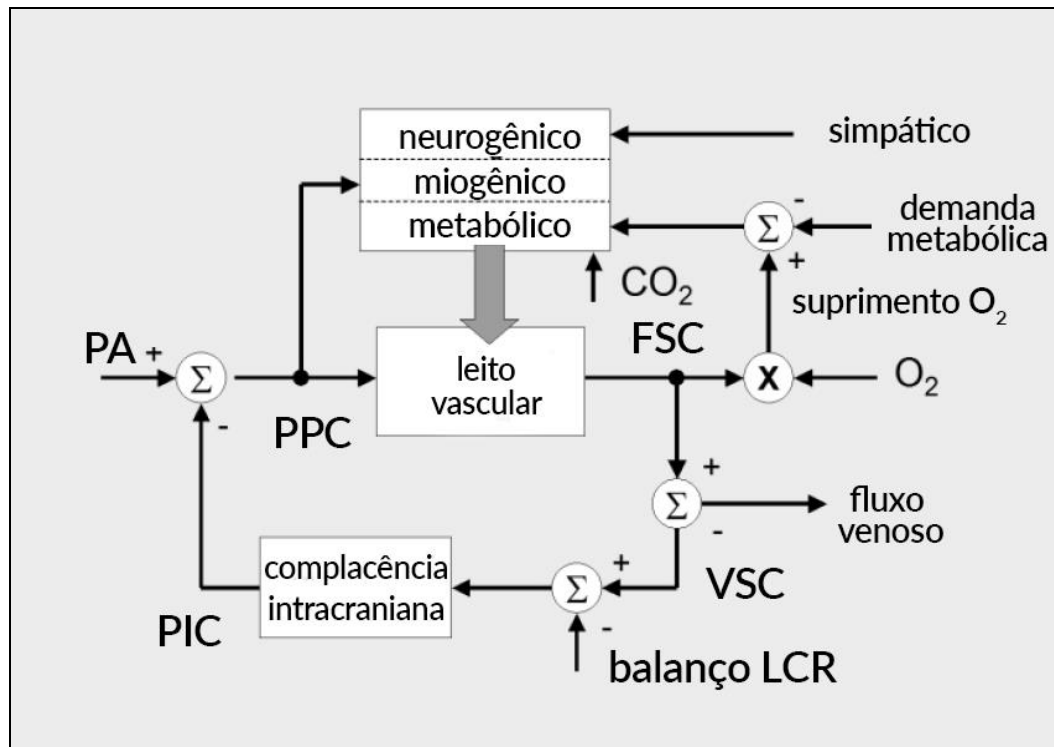 neurogênico
simpático
miogênico
metabólico
-
Σ
-
demanda
metabólica
+
CO₂
suprimento O₂
PA +
Σ
-
PPC
leito
vascular
FSC
X
O₂
+
Σ
-
fluxo
venoso
VSC
complacência
intracraniana
PIC
+
Σ
-
balanço LCR